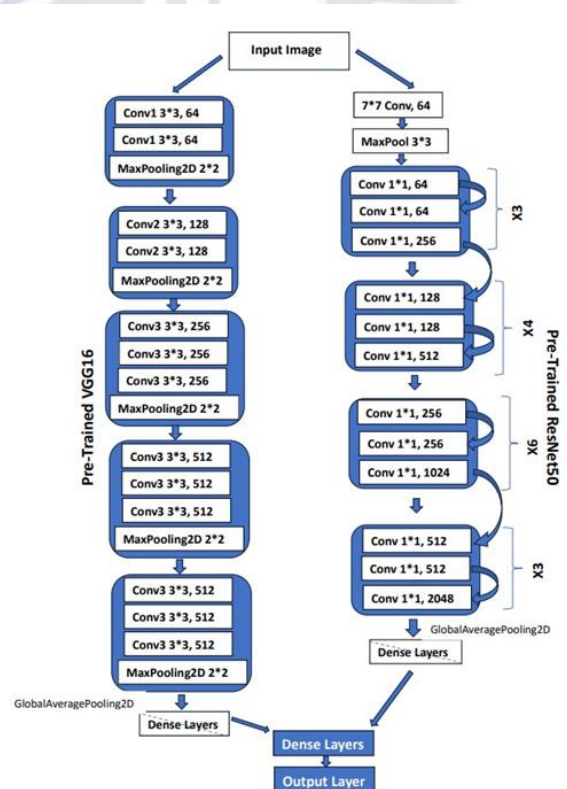 Input Image
Pre-Trained VGG16
Conv1 3*3, 64
Conv1 3*3, 64
MaxPooling2D 2*2
Conv2 3*3, 128
Conv2 3*3, 128
MaxPooling2D 2*2
Conv3 3*3, 256
Conv3 3*3, 256
Conv3 3*3, 256
MaxPooling2D 2*2
Conv3 3*3, 512
Conv3 3*3, 512
Conv3 3*3, 512
MaxPooling2D 2*2
Conv3 3*3, 512
Conv3 3*3, 512
Conv3 3*3, 512
MaxPooling2D 2*2
GlobalAveragePooling2D
Dense Layers
7*7 Conv, 64
MaxPool 3*3
Conv 1*1, 64
Conv 1*1, 64
Conv 1*1, 256
X3
Conv 1*1, 128
Conv 1*1, 128
Conv 1*1, 512
X4
Pre-Trained ResNet50
Conv 1*1, 256
Conv 1*1, 256
Conv 1*1, 1024
X6
Conv 1*1, 512
Conv 1*1, 512
Conv 1*1, 2048
X3
GlobalAveragePooling2D
Dense Layers
Dense Layers
Output Layer